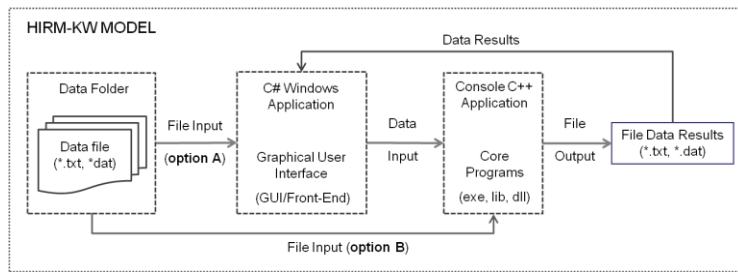 HIRM-KW MODEL
Data Results
Data Folder
Data file
(*.txt, *dat)
File Input
(option A)
C# Windows
Application
Graphical User
Interface
(GUI/Front-End)
Data
Input
Console C++
Application
Core
Programs
(exe, lib, dll)
File
Output
File Data Results
(*.txt, *.dat)
File Input (option B)